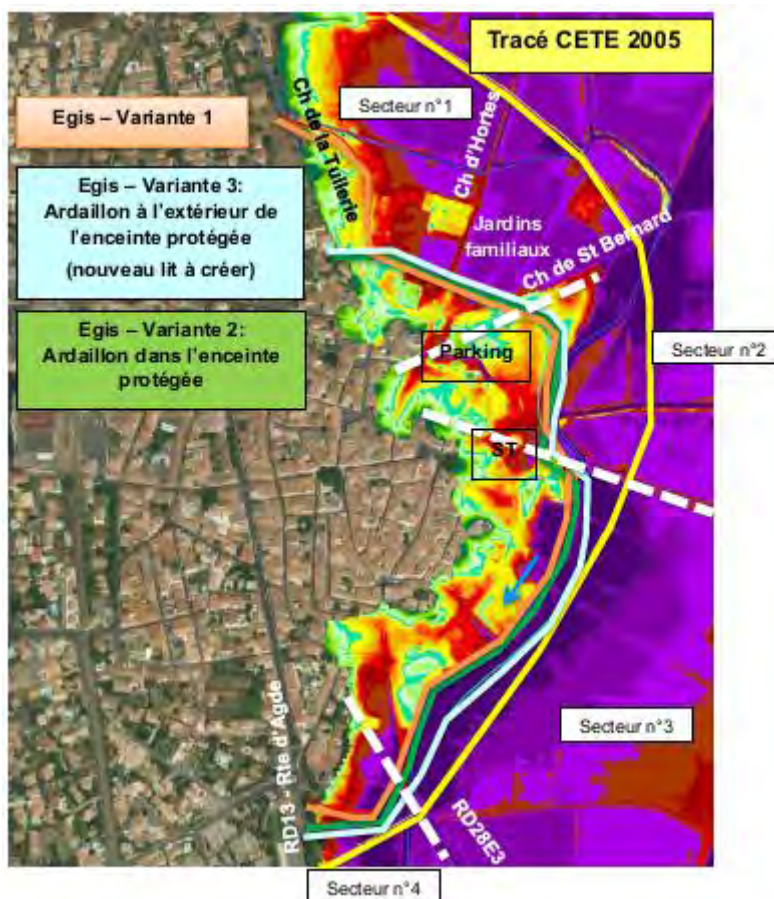 Tracé CETE 2005
Secteur n°1
Egis – Variante 1
Ch de la Tuilerie
Ch d'Hortes
Egis – Variante 3:
Ardaillon à l'extérieur de
l'enceinte protégée
(nouveau lit à créer)
Jardins
familiaux
Ch de St Bernard
Egis – Variante 2:
Ardaillon dans l'enceinte
protégée
Parking
Secteur n°2
ST
Secteur n°3
RD13 - Rte d'Agde
RD28E3
Secteur n°4